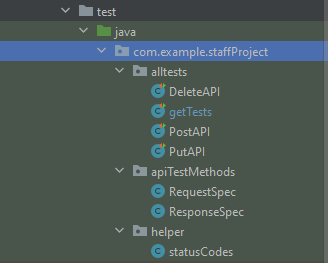 test
java
com.example.staffProject
alltests
DeleteAPI
getTests
PostAPI
PutAPI
apiTestMethods
RequestSpec
ResponseSpec
helper
statusCodes